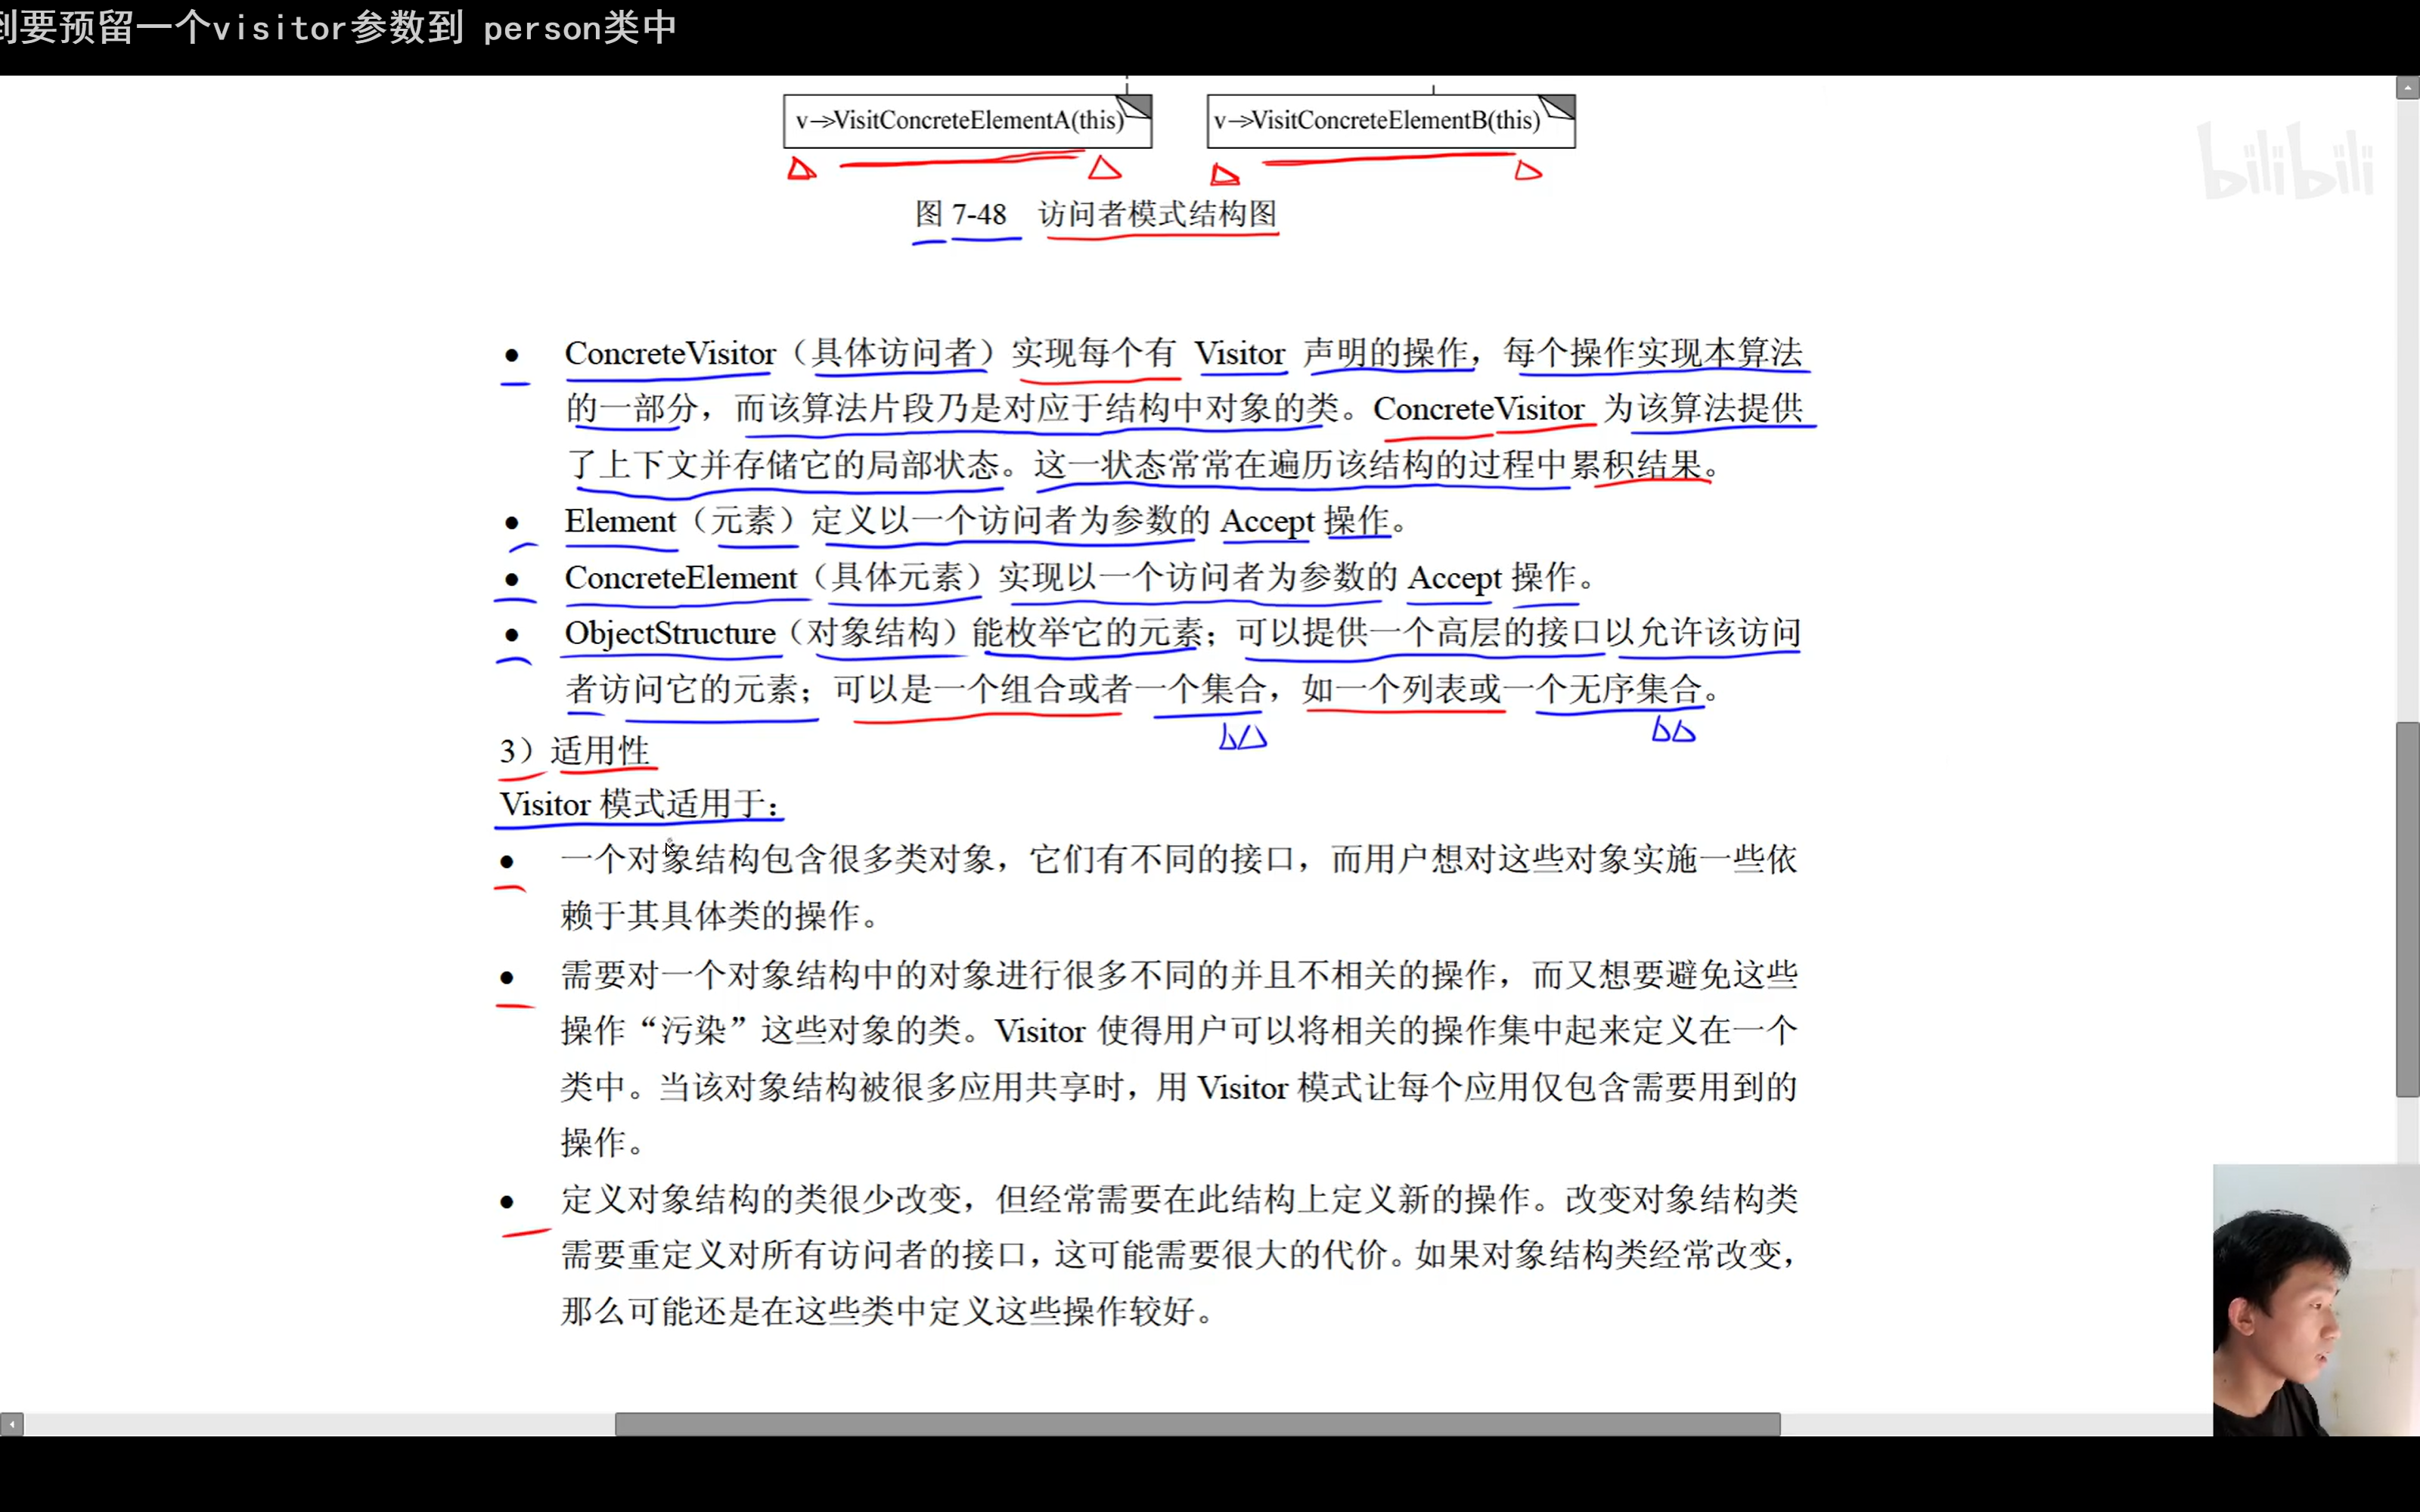 到要预留一个visitor参数到 person类中
v->VisitConcreteElementA(this)
v->VisitConcreteElementB(this)
bilibili
图 7-48 访问者模式结构图
● ConcreteVisitor（具体访问者）实现每个有 Visitor 声明的操作，每个操作实现本算法
的一部分，而该算法片段乃是对应于结构中对象的类。ConcreteVisitor 为该算法提供
了上下文并存储它的局部状态。这一状态常常在遍历该结构的过程中累积结果。
● Element（元素）定义以一个访问者为参数的 Accept 操作。
● ConcreteElement（具体元素）实现以一个访问者为参数的 Accept 操作。
● ObjectStructure（对象结构）能枚举它的元素；可以提供一个高层的接口以允许该访问
者访问它的元素；可以是一个组合或者一个集合，如一个列表或一个无序集合。
3）适用性
Visitor 模式适用于：
● 一个对象结构包含很多类对象，它们有不同的接口，而用户想对这些对象实施一些依
赖于其具体类的操作。
● 需要对一个对象结构中的对象进行很多不同的并且不相关的操作，而又想要避免这些
操作“污染”这些对象的类。Visitor 使得用户可以将相关的操作集中起来定义在一个
类中。当该对象结构被很多应用共享时，用 Visitor 模式让每个应用仅包含需要用到的
操作。
● 定义对象结构的类很少改变，但经常需要在此结构上定义新的操作。改变对象结构类
需要重定义对所有访问者的接口，这可能需要很大的代价。如果对象结构类经常改变，
那么可能还是在这些类中定义这些操作较好。